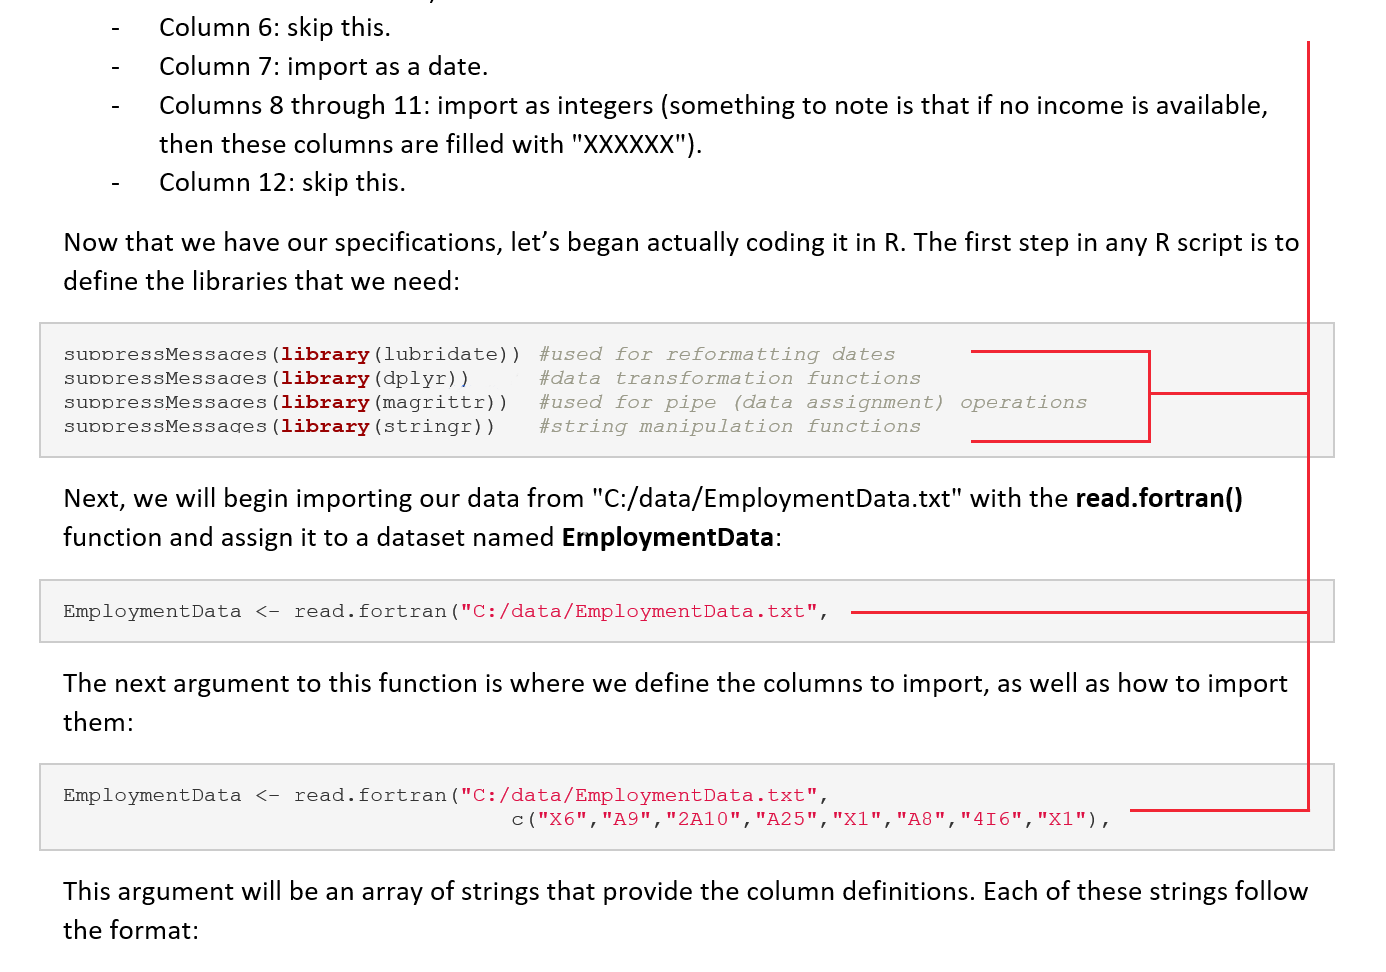 - Column 6: skip this.
- Column 7: import as a date.
- Columns 8 through 11: import as integers (something to note is that if no income is available,
then these columns are filled with "XXXXXX").
- Column 12: skip this.
Now that we have our specifications, let’s began actually coding it in R. The first step in any R script is to
define the libraries that we need:
suppressMessages(library(lubridate)) #used for reformatting dates
suppressMessages(library(dplyr)) #data transformation functions
suppressMessages(library(magrittr)) #used for pipe (data assignment) operations
suppressMessages(library(stringr)) #string manipulation functions
Next, we will begin importing our data from "C:/data/EmploymentData.txt" with the read.fortran()
function and assign it to a dataset named EmploymentData:
EmploymentData <- read.fortran("C:/data/EmploymentData.txt",
The next argument to this function is where we define the columns to import, as well as how to import
them:
EmploymentData <- read.fortran("C:/data/EmploymentData.txt",
c("X6","A9","2A10","A25","X1","A8","4I6","X1"),
This argument will be an array of strings that provide the column definitions. Each of these strings follow
the format: